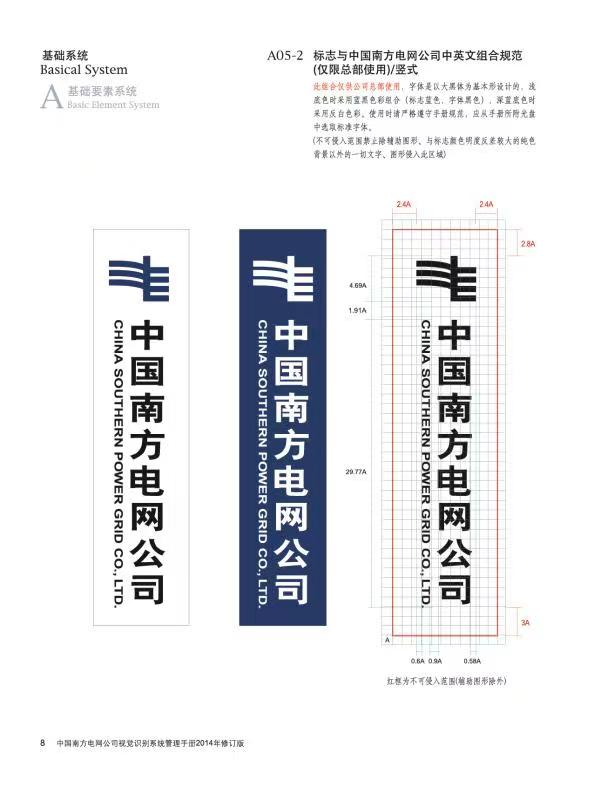 基础系统
Basical System
A 基础要素系统
Basic Element System
A05-2 标志与中国南方电网公司中英文组合规范
(仅限总部使用)/竖式
此组合仅供公司总部使用，字体是以大黑体为基本形设计的，浅
底色时采用蓝黑色彩组合（标志蓝色，字体黑色），深蓝底色时
采用反白色彩。使用时请严格遵守手册规范，应从手册所附光盘
中选取标准字体。
(不可侵入范围禁止除辅助图形、与标志颜色明度反差较大的纯色
背景以外的一切文字、图形侵入此区域)
中国南方电网公司
CHINA SOUTHERN POWER GRID CO., LTD.
中国南方电网公司
CHINA SOUTHERN POWER GRID CO., LTD.
2.4A 2.4A
2.8A
4.69A
1.91A
29.77A
中国南方电网公司
CHINA SOUTHERN POWER GRID CO., LTD.
3A
A
0.6A 0.9A 0.58A
红框为不可侵入范围(辅助图形除外)
8 中国南方电网公司视觉识别系统管理手册2014年修订版